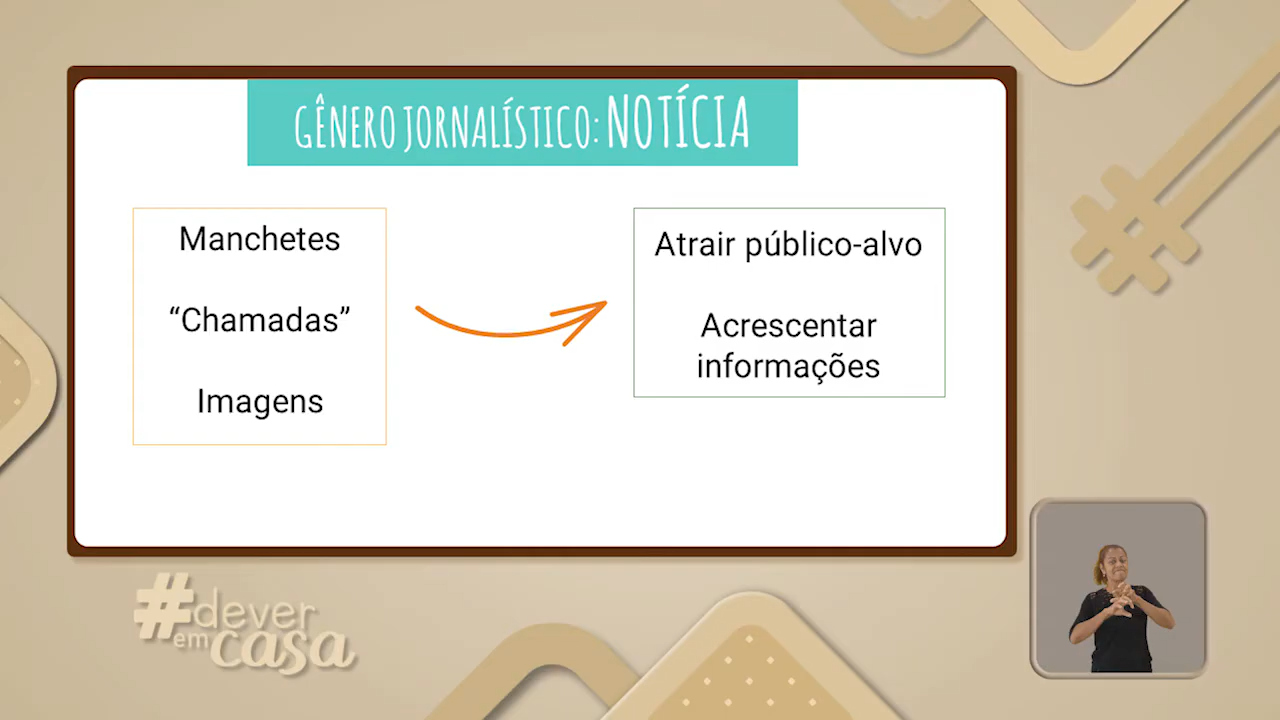 GÊNERO JORNALÍSTICO: NOTÍCIA
Manchetes
“Chamadas”
Imagens
Atrair público-alvo
Acrescentar
informações
#dever
em casa